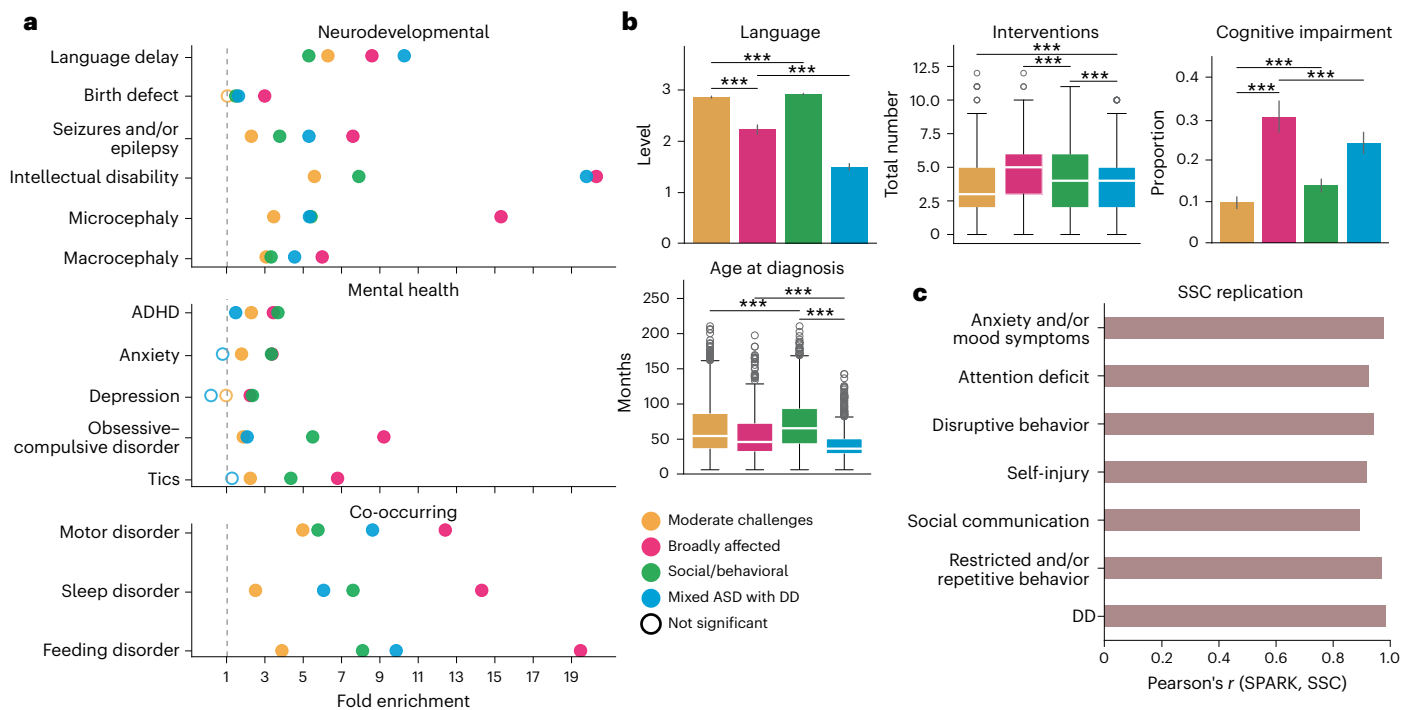 a
Neurodevelopmental
Language delay
Birth defect
Seizures and/or
epilepsy
Intellectual disability
Microcephaly
Macrocephaly
Mental health
ADHD
Anxiety
Depression
Obsessive–
compulsive disorder
Tics
Co-occurring
Motor disorder
Sleep disorder
Feeding disorder
1 3 5 7 9 11 13 15 17 19
Fold enrichment
b
Language
Level
3
2
1
0
***
***
***
Interventions
Total number
12.5
10.0
7.5
5.0
2.5
0
***
***
***
Cognitive impairment
Proportion
0.4
0.3
0.2
0.1
0
***
***
***
Age at diagnosis
Months
250
200
150
100
50
0
***
***
***
Moderate challenges
Broadly affected
Social/behavioral
Mixed ASD with DD
Not significant
c
SSC replication
Anxiety and/or
mood symptoms
Attention deficit
Disruptive behavior
Self-injury
Social communication
Restricted and/or
repetitive behavior
DD
0 0.2 0.4 0.6 0.8 1.0
Pearson's r (SPARK, SSC)